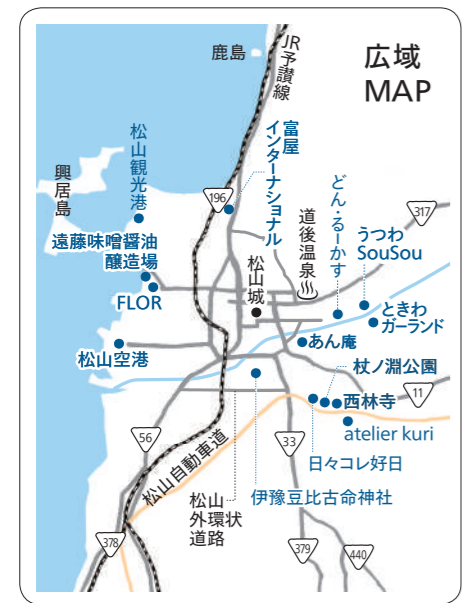 広域
MAP
鹿島
JR予讃線
松山観光港
興居島
196
富屋
インターナショナル
どん・るーかす
317
道後温泉
うつわ
SouSou
遠藤味噌醤油
醸造場
松山城
FLOR
ときわ
ガーランド
松山空港
あん庵
杖ノ淵公園
11
西林寺
atelier kuri
56
松山自動車道
33
日々コレ好日
松山
外環状
道路
伊豫豆比古命神社
378
379
440